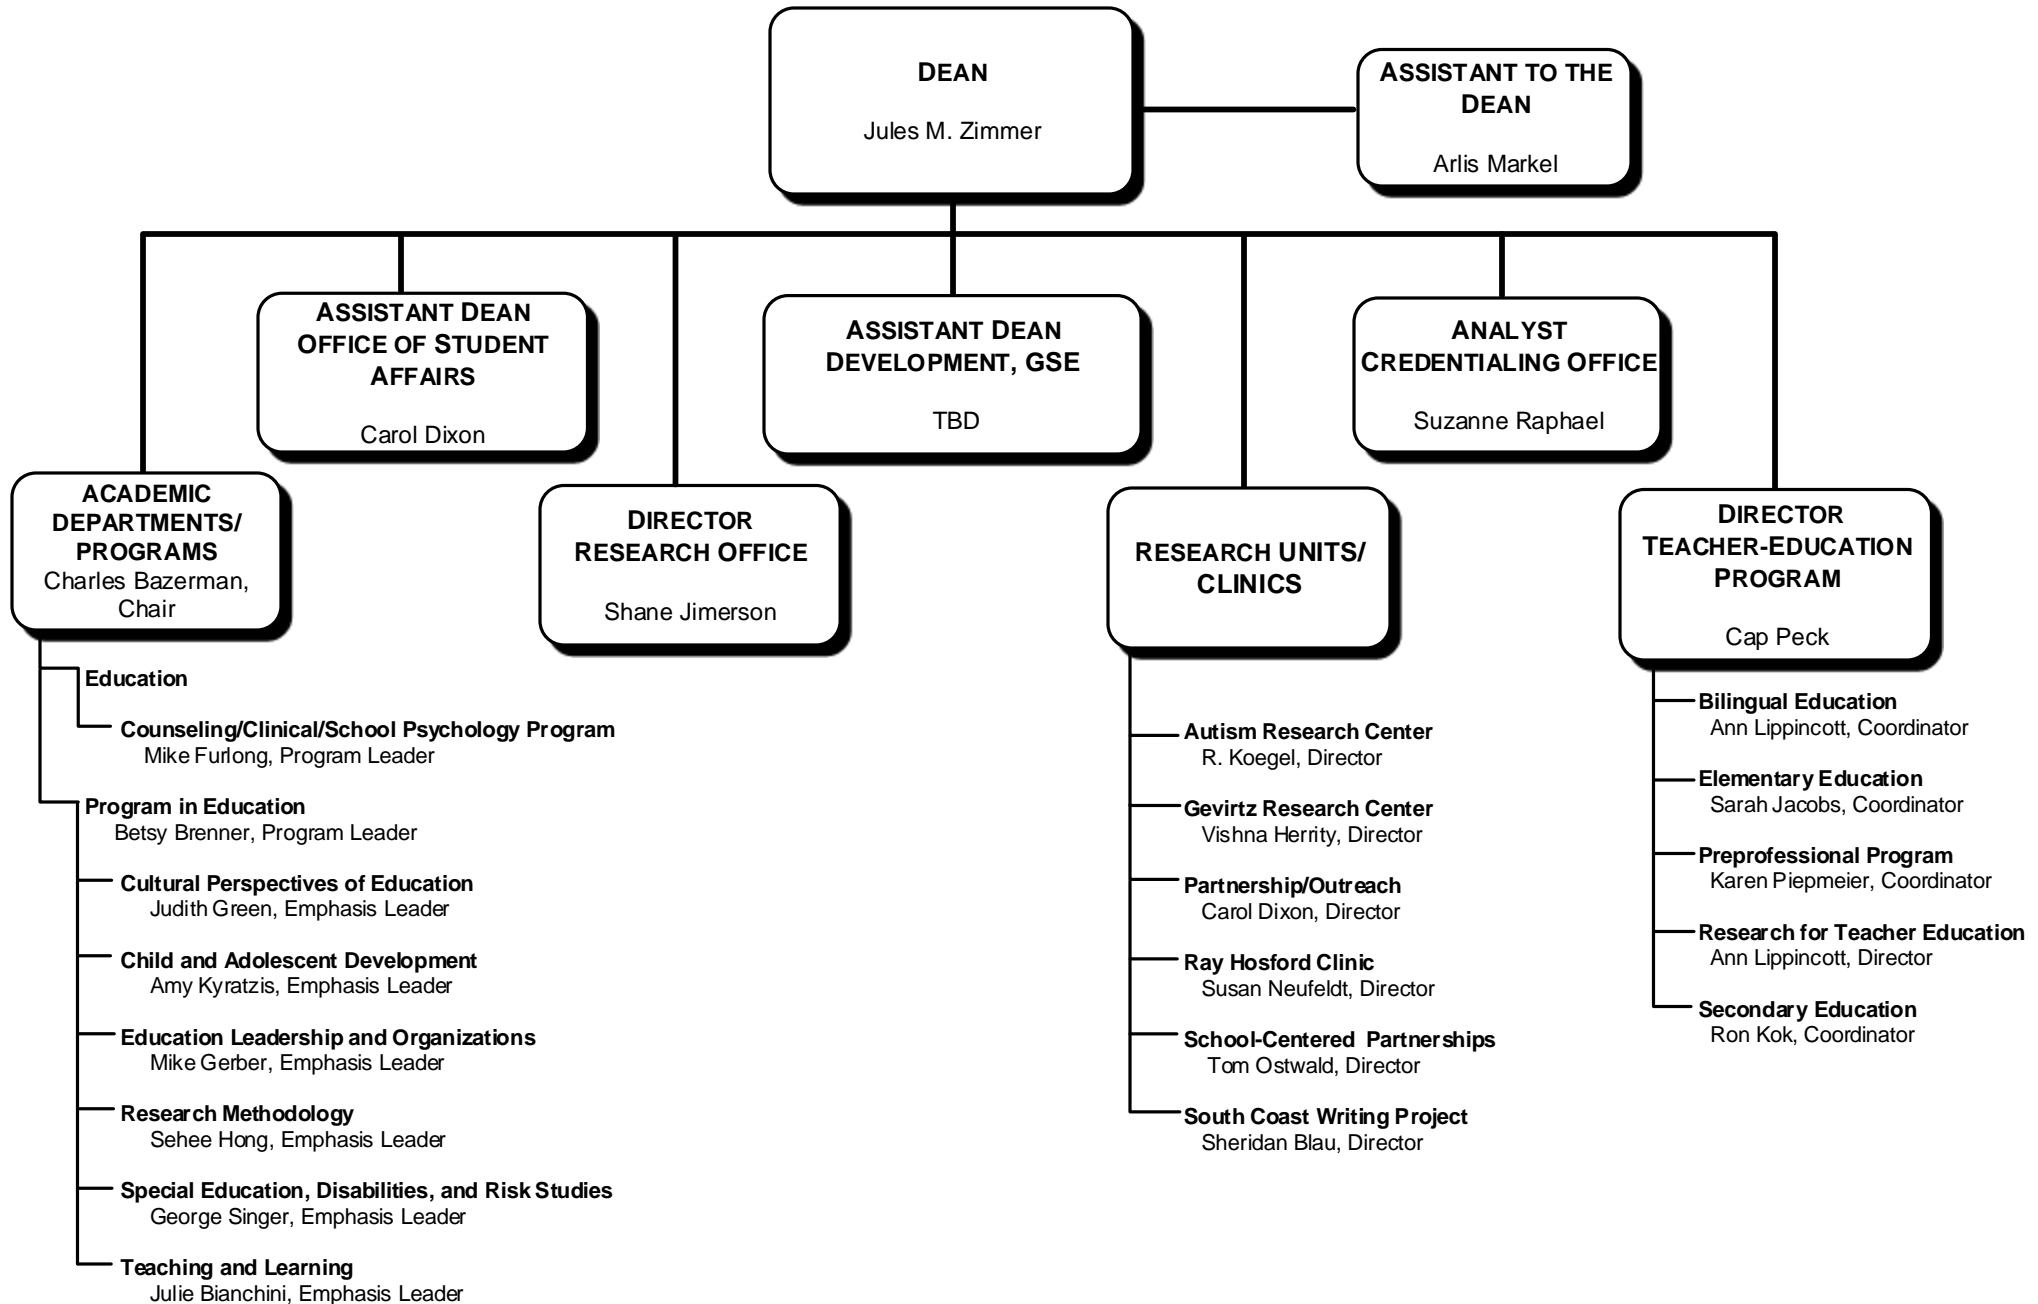 DEAN
Jules M. Zimmer
ASSISTANT TO THE
DEAN
Arlis Markel
ASSISTANT DEAN
OFFICE OF STUDENT
AFFAIRS
Carol Dixon
ASSISTANT DEAN
DEVELOPMENT, GSE
TBD
ANALYST
CREDENTIALING OFFICE
Suzanne Raphael
ACADEMIC
DEPARTMENTS/
PROGRAMS
Charles Bazerman,
Chair
DIRECTOR
RESEARCH OFFICE
Shane Jimerson
RESEARCH UNITS/
CLINICS
DIRECTOR
TEACHER-EDUCATION
PROGRAM
Cap Peck
Education
Counseling/Clinical/School Psychology Program
Mike Furlong, Program Leader
Program in Education
Betsy Brenner, Program Leader
Cultural Perspectives of Education
Judith Green, Emphasis Leader
Child and Adolescent Development
Amy Kyratzis, Emphasis Leader
Education Leadership and Organizations
Mike Gerber, Emphasis Leader
Research Methodology
Sehee Hong, Emphasis Leader
Special Education, Disabilities, and Risk Studies
George Singer, Emphasis Leader
Teaching and Learning
Julie Bianchini, Emphasis Leader
Autism Research Center
R. Koegel, Director
Gevirtz Research Center
Vishna Herrity, Director
Partnership/Outreach
Carol Dixon, Director
Ray Hosford Clinic
Susan Neufeldt, Director
School-Centered Partnerships
Tom Ostwald, Director
South Coast Writing Project
Sheridan Blau, Director
Bilingual Education
Ann Lippincott, Coordinator
Elementary Education
Sarah Jacobs, Coordinator
Preprofessional Program
Karen Piepmeier, Coordinator
Research for Teacher Education
Ann Lippincott, Director
Secondary Education
Ron Kok, Coordinator